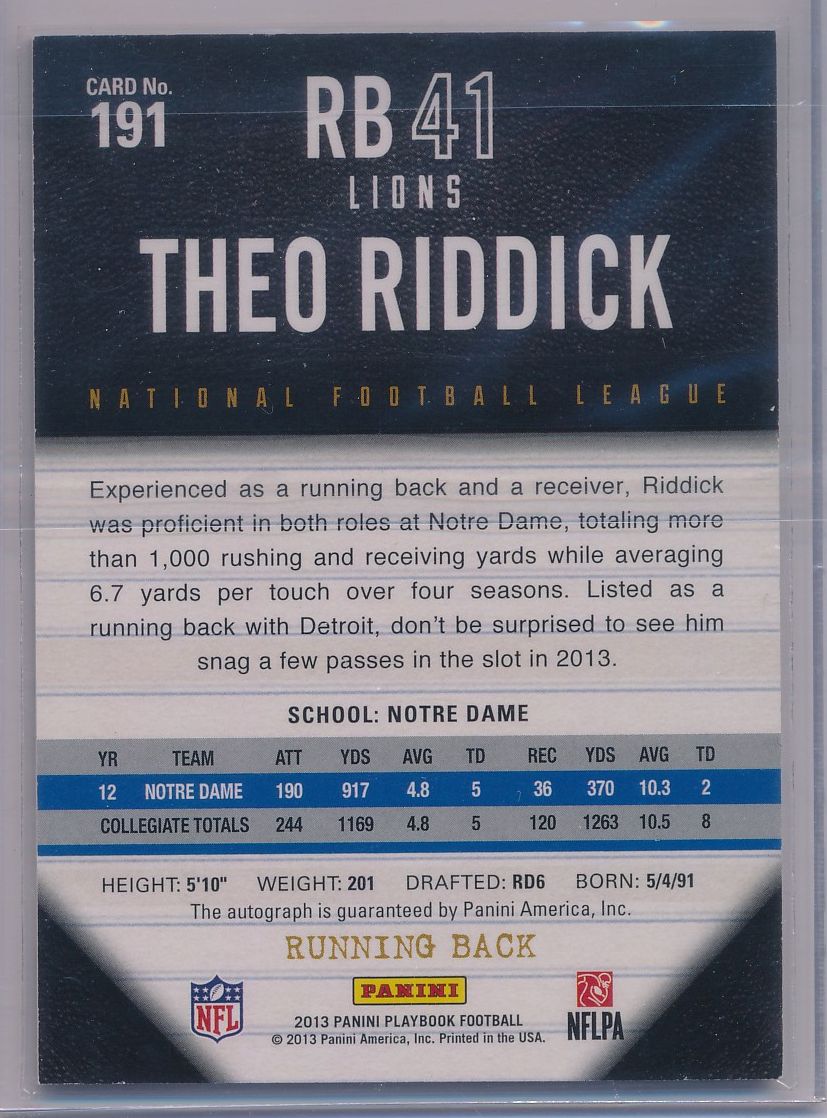 CARD No.
191
RB 41
LIONS
THEO RIDDICK
NATIONAL FOOTBALL LEAGUE
Experienced as a running back and a receiver, Riddick
was proficient in both roles at Notre Dame, totaling more
than 1,000 rushing and receiving yards while averaging
6.7 yards per touch over four seasons. Listed as a
running back with Detroit, don't be surprised to see him
snag a few passes in the slot in 2013.
SCHOOL: NOTRE DAME
YR TEAM ATT YDS AVG TD REC YDS AVG TD
12 NOTRE DAME 190 917 4.8 5 36 370 10.3 2
COLLEGIATE TOTALS 244 1169 4.8 5 120 1263 10.5 8
HEIGHT: 5'10" WEIGHT: 201 DRAFTED: RD6 BORN: 5/4/91
The autograph is guaranteed by Panini America, Inc.
RUNNING BACK
NFL
PANINI
NFLPA
2013 PANINI PLAYBOOK FOOTBALL
© 2013 Panini America, Inc. Printed in the USA.